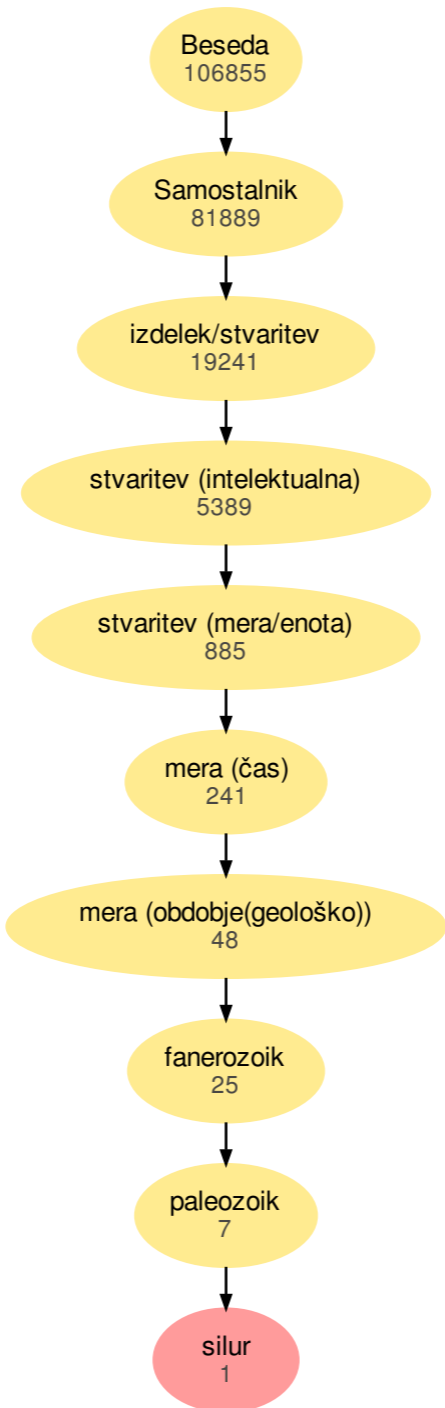 Beseda
106855
Samostalnik
81889
izdelek/stvaritev
19241
stvaritev (intelektualna)
5389
stvaritev (mera/enota)
885
mera (čas)
241
mera (obdobje(geološko))
48
fanerozoik
25
paleozoik
7
silur
1